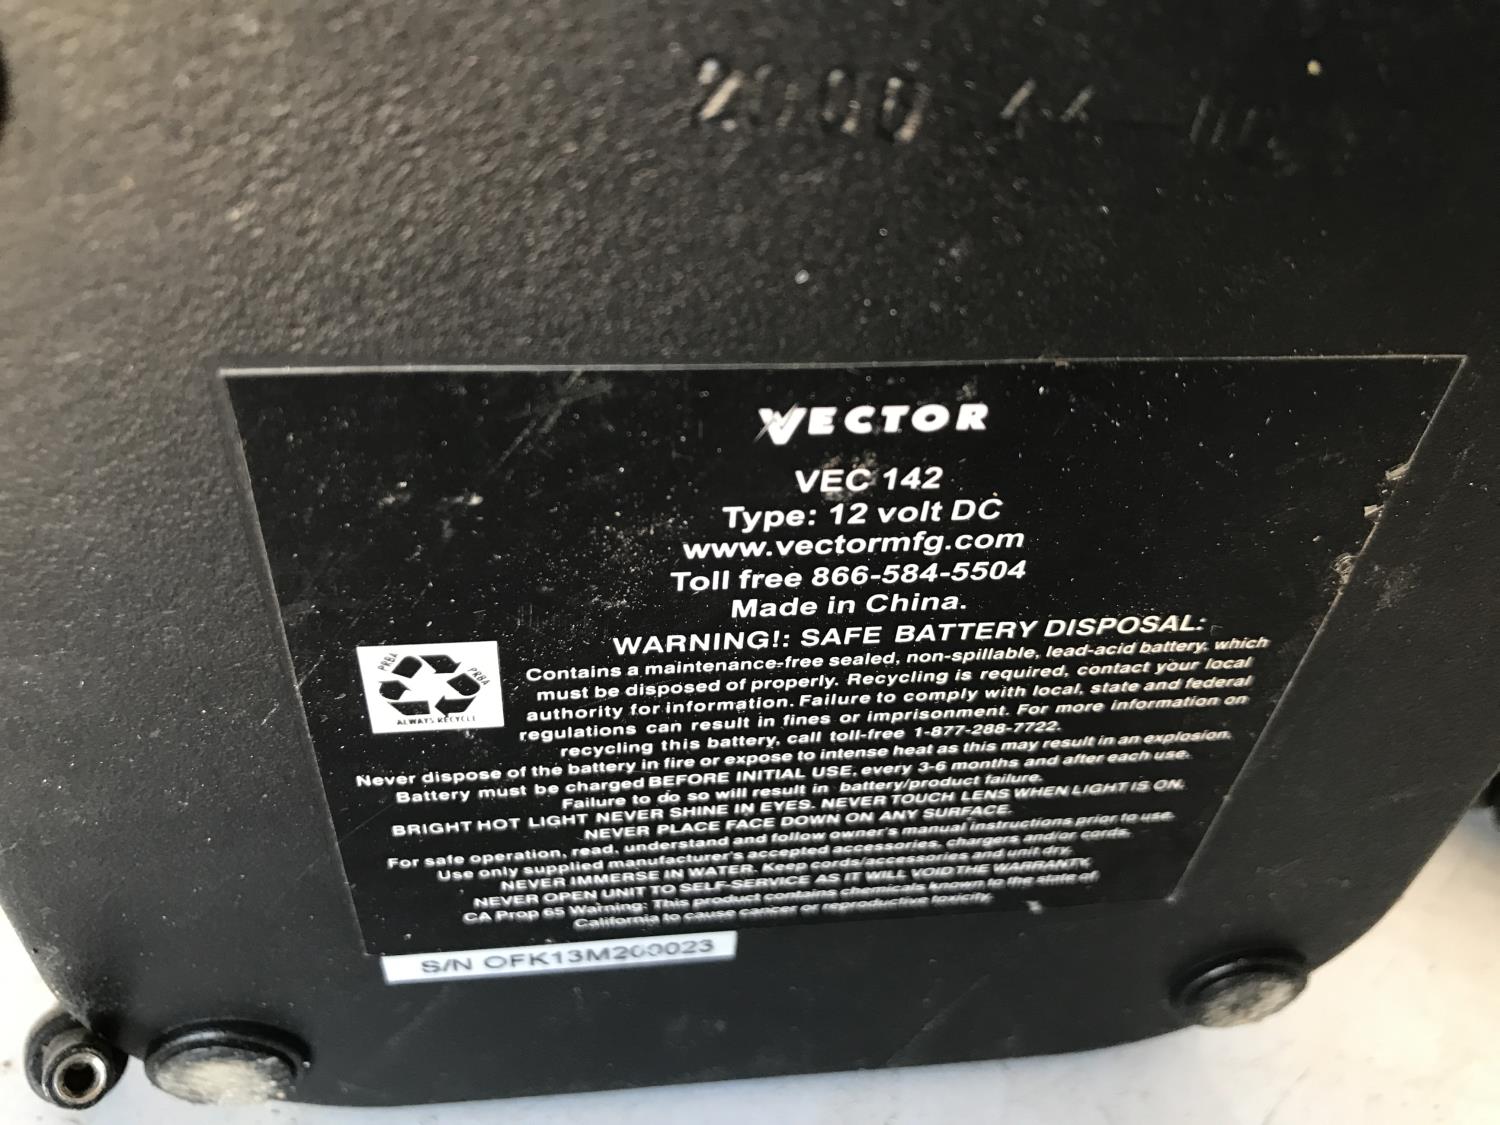 VECTOR
VEC 142
Type: 12 volt DC
www.vectormfg.com
Toll free 866-584-5504
Made in China.
WARNING!: SAFE BATTERY DISPOSAL:
PRBA PRBA
ALWAYS RECYCLE
Contains a maintenance-free sealed, non-spillable, lead-acid battery, which
must be disposed of properly. Recycling is required, contact your local
authority for information. Failure to comply with local, state and federal
regulations can result in fines or imprisonment. For more information on
recycling this battery, call toll-free 1-877-288-7722.
Never dispose of the battery in fire or expose to intense heat as this may result in an explosion.
Battery must be charged BEFORE INITIAL USE, every 3-6 months and after each use.
Failure to do so will result in battery/product failure.
BRIGHT HOT LIGHT NEVER SHINE IN EYES. NEVER TOUCH LENS WHEN LIGHT IS ON.
NEVER PLACE FACE DOWN ON ANY SURFACE.
For safe operation, read, understand and follow owner's manual instructions prior to use.
Use only supplied manufacturer's accepted accessories, chargers and/or cords.
NEVER IMMERSE IN WATER. Keep cords/accessories and unit dry.
NEVER OPEN UNIT TO SELF-SERVICE AS IT WILL VOID THE WARRANTY.
CA Prop 65 Warning: This product contains chemicals known to the state of
California to cause cancer or reproductive toxicity.
S/N OFK13M200023